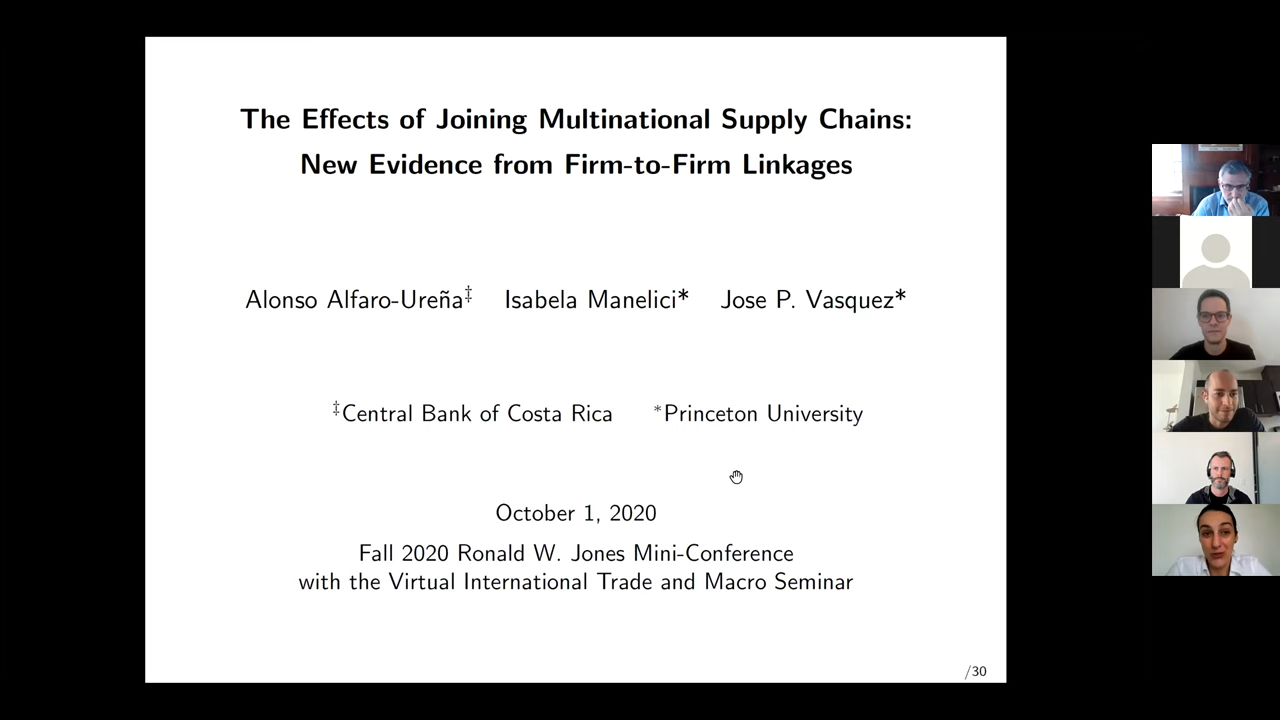 The Effects of Joining Multinational Supply Chains:
New Evidence from Firm-to-Firm Linkages
Alonso Alfaro-Ureña‡ Isabela Manelici* Jose P. Vasquez*
‡Central Bank of Costa Rica *Princeton University
October 1, 2020
Fall 2020 Ronald W. Jones Mini-Conference
with the Virtual International Trade and Macro Seminar
/30